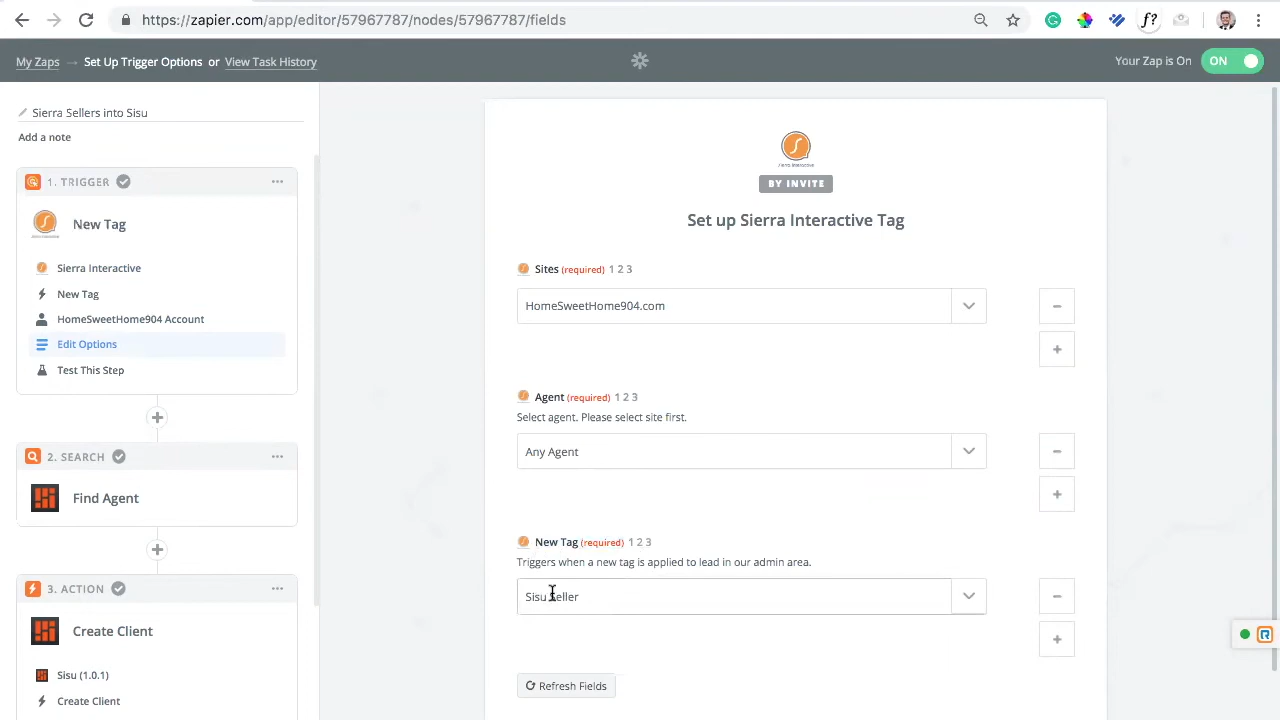 https://zapier.com/app/editor/57967787/nodes/57967787/fields
My Zaps → Set Up Trigger Options or View Task History
Your Zap is On ON
Sierra Sellers into Sisu
Add a note
1. TRIGGER
New Tag
Sierra Interactive
New Tag
HomeSweetHome904 Account
Edit Options
Test This Step
2. SEARCH
Find Agent
3. ACTION
Create Client
Sisu (1.0.1)
Create Client
BY INVITE
Set up Sierra Interactive Tag
Sites (required) 1 2 3
HomeSweetHome904.com
Agent (required) 1 2 3
Select agent. Please select site first.
Any Agent
New Tag (required) 1 2 3
Triggers when a new tag is applied to lead in our admin area.
Sisu Seller
Refresh Fields